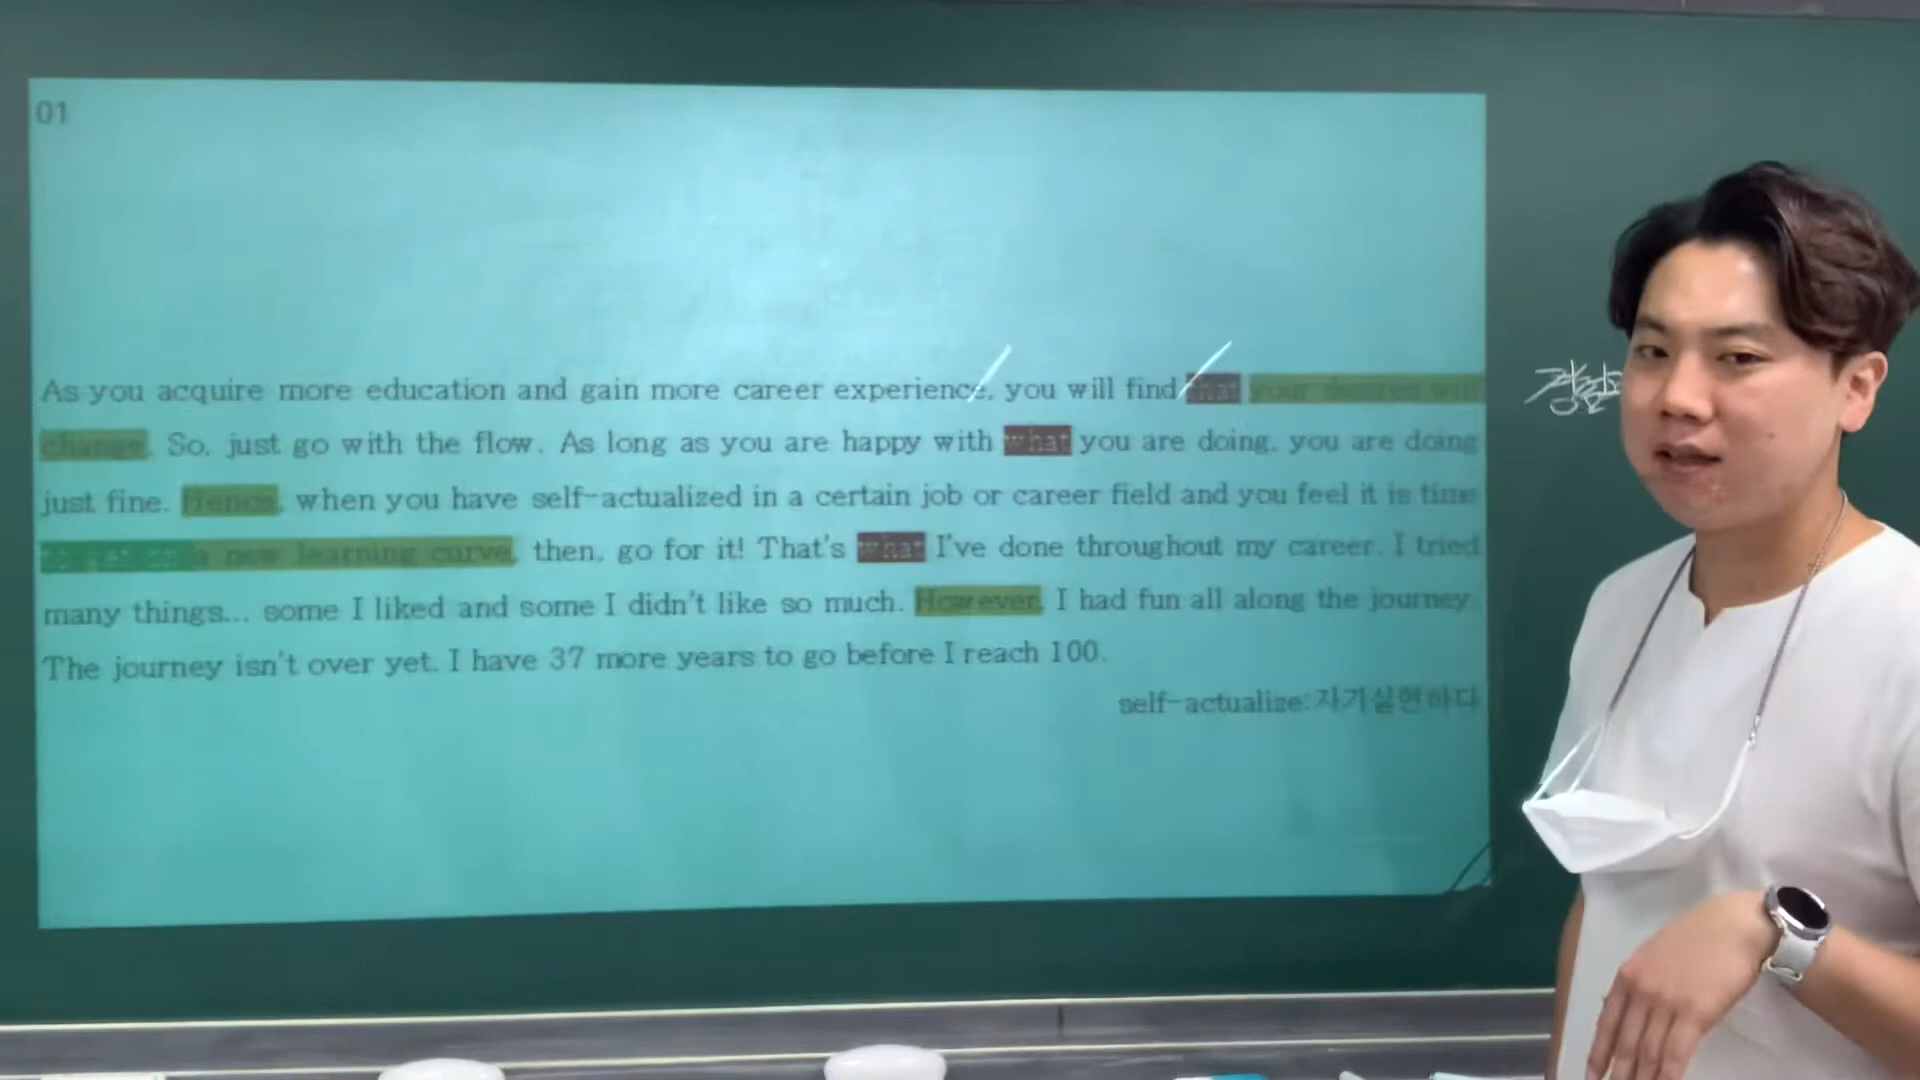 01
As you acquire more education and gain more career experience, you will find that your desires will
change. So, just go with the flow. As long as you are happy with what you are doing, you are doing
just fine. Hence, when you have self-actualized in a certain job or career field and you feel it is time
to get on a new learning curve, then, go for it! That's what I've done throughout my career. I tried
many things... some I liked and some I didn't like so much. However, I had fun all along the journey.
The journey isn't over yet. I have 37 more years to go before I reach 100.
self-actualize:자기실현하다